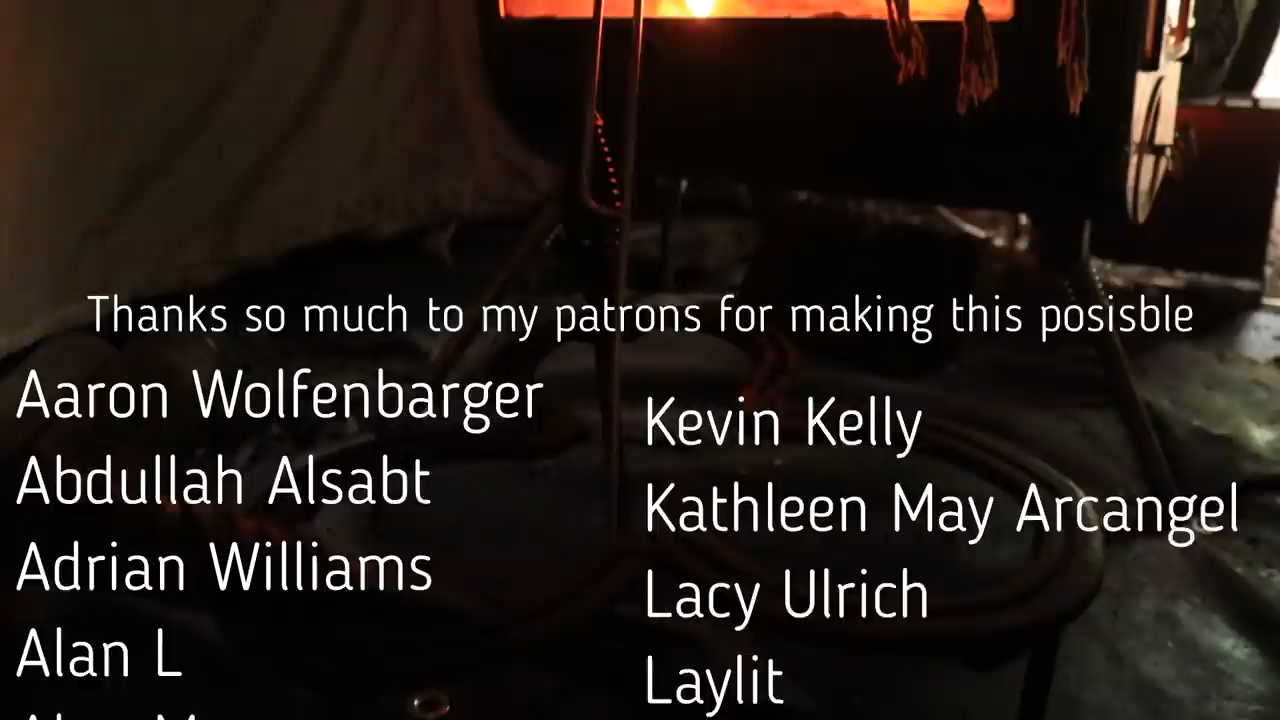 Thanks so much to my patrons for making this posisble
Aaron Wolfenbarger
Abdullah Alsabt
Adrian Williams
Alan L
Kevin Kelly
Kathleen May Arcangel
Lacy Ulrich
Laylit